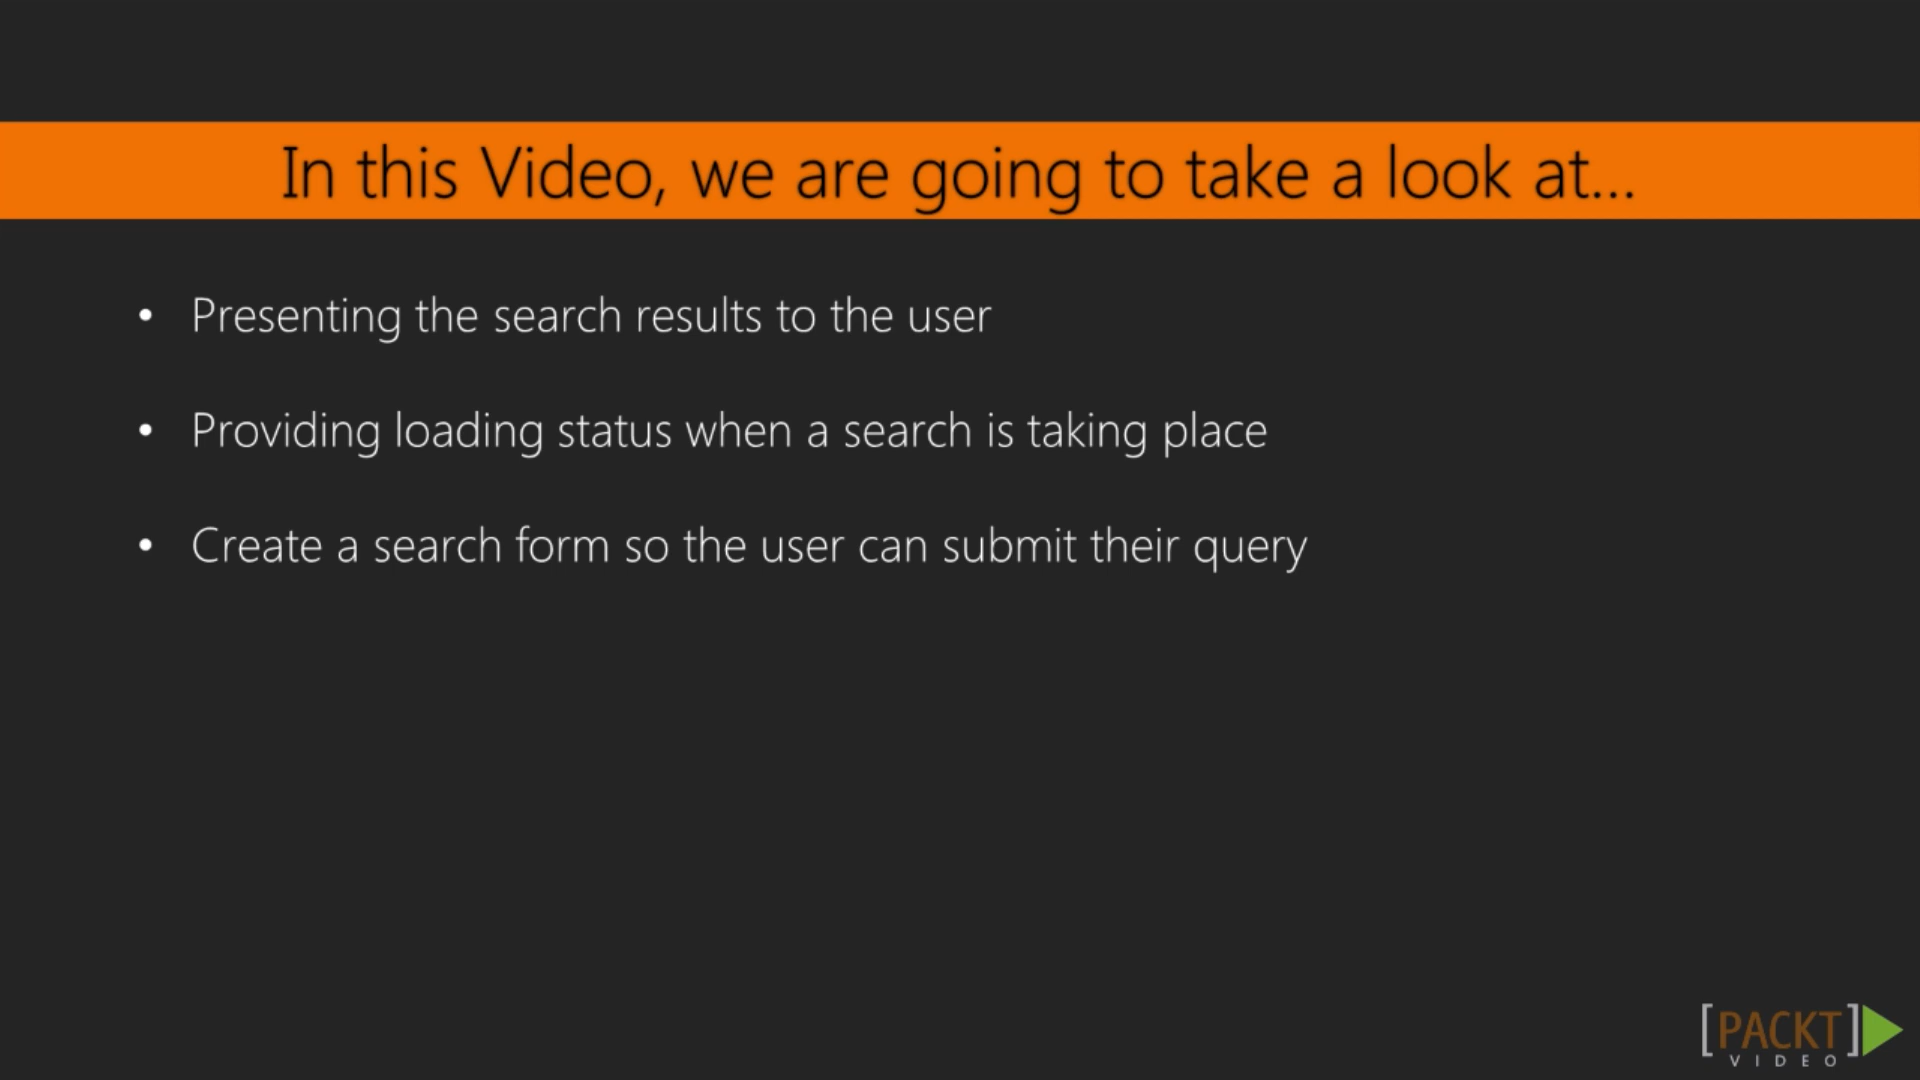 In this Video, we are going to take a look at...
• Presenting the search results to the user
• Providing loading status when a search is taking place
• Create a search form so the user can submit their query
[PACKT]
VIDEO